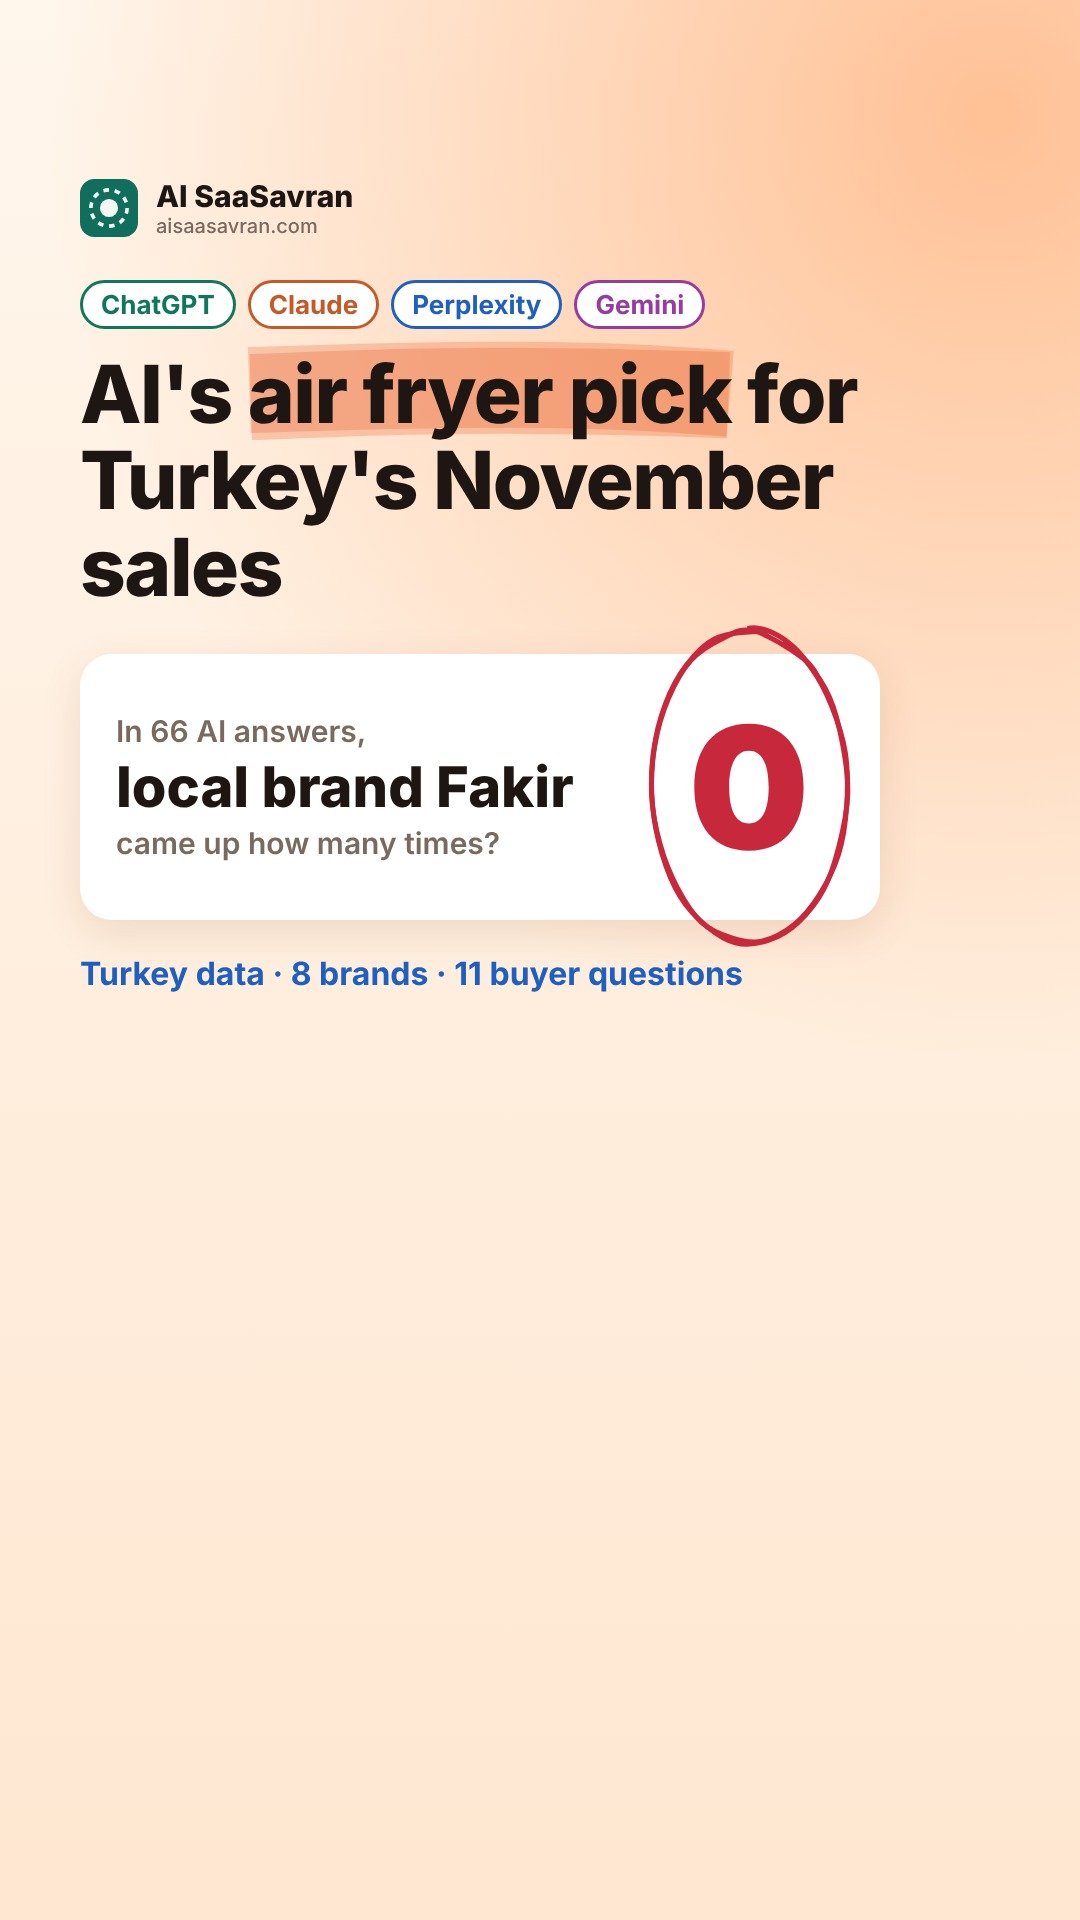 AI SaaSavran
aisaasavran.com
ChatGPT Claude Perplexity Gemini
AI's air fryer pick for
Turkey's November
sales
In 66 AI answers,
local brand Fakir
came up how many times?
0
Turkey data · 8 brands · 11 buyer questions